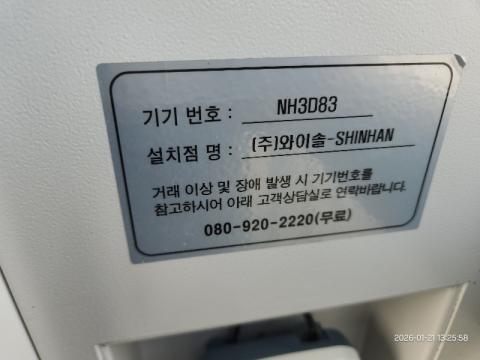 기기 번호 : NH3D83
설치점 명 : (주)와이솔-SHINHAN
거래 이상 및 장애 발생 시 기기번호를
참고하시어 아래 고객상담실로 연락바랍니다.
080-920-2220(무료)
2026-01-21 13:25:58